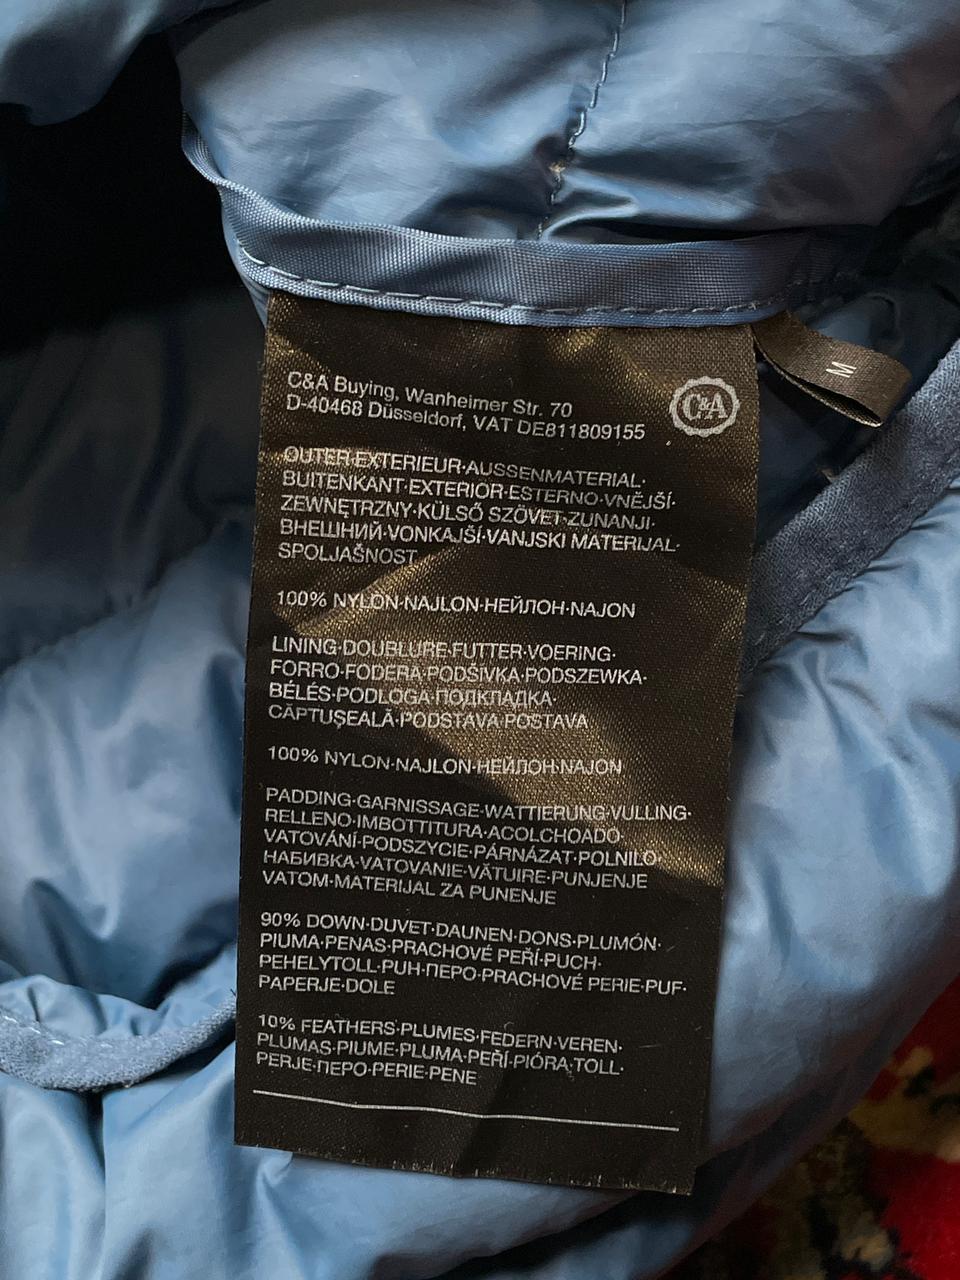 C&A Buying, Wanheimer Str. 70
D-40468 Düsseldorf, VAT DE811809155
C&A
M
OUTER·EXTERIEUR·AUSSENMATERIAL·
BUITENKANT·EXTERIOR·ESTERNO·VNĚJŠÍ·
ZEWNĘTRZNY·KÜLSŐ SZÖVET·ZUNANJI·
ВНЕШНИЙ·VONKAJŠÍ·VANJSKI MATERIJAL·
SPOLJAŠNOST
100% NYLON·NAJLON·НЕЙЛОН·NAJON
LINING·DOUBLURE·FUTTER·VOERING·
FORRO·FODERA·PODŠÍVKA·PODSZEWKA·
BÉLÉS·PODLOGA·ПОДКЛАДКА·
CĂPTUŞEALĂ·PODSTAVA·POSTAVA
100% NYLON·NAJLON·НЕЙЛОН·NAJON
PADDING·GARNISSAGE·WATTIERUNG·VULLING·
RELLENO·IMBOTTITURA·ACOLCHOADO·
VATOVÁNÍ·PODSZYCIE·PÁRNÁZAT·POLNILO·
НАБИВКА·VATOVANIE·VĂTUIRE·PUNJENJE
VATOM·MATERIJAL ZA PUNENJE
90% DOWN·DUVET·DAUNEN·DONS·PLUMÓN·
PIUMA·PENAS·PRACHOVÉ PEŘÍ·PUCH·
PEHELYTOLL·PUH·ПЕРО·PRACHOVÉ PERIE·PUF·
PAPERJE·DOLE
10% FEATHERS·PLUMES·FEDERN·VEREN·
PLUMAS·PIUME·PLUMA·PEŘÍ·PIÓRA·TOLL·
PERJE·ПЕРО·PERIE·PENE